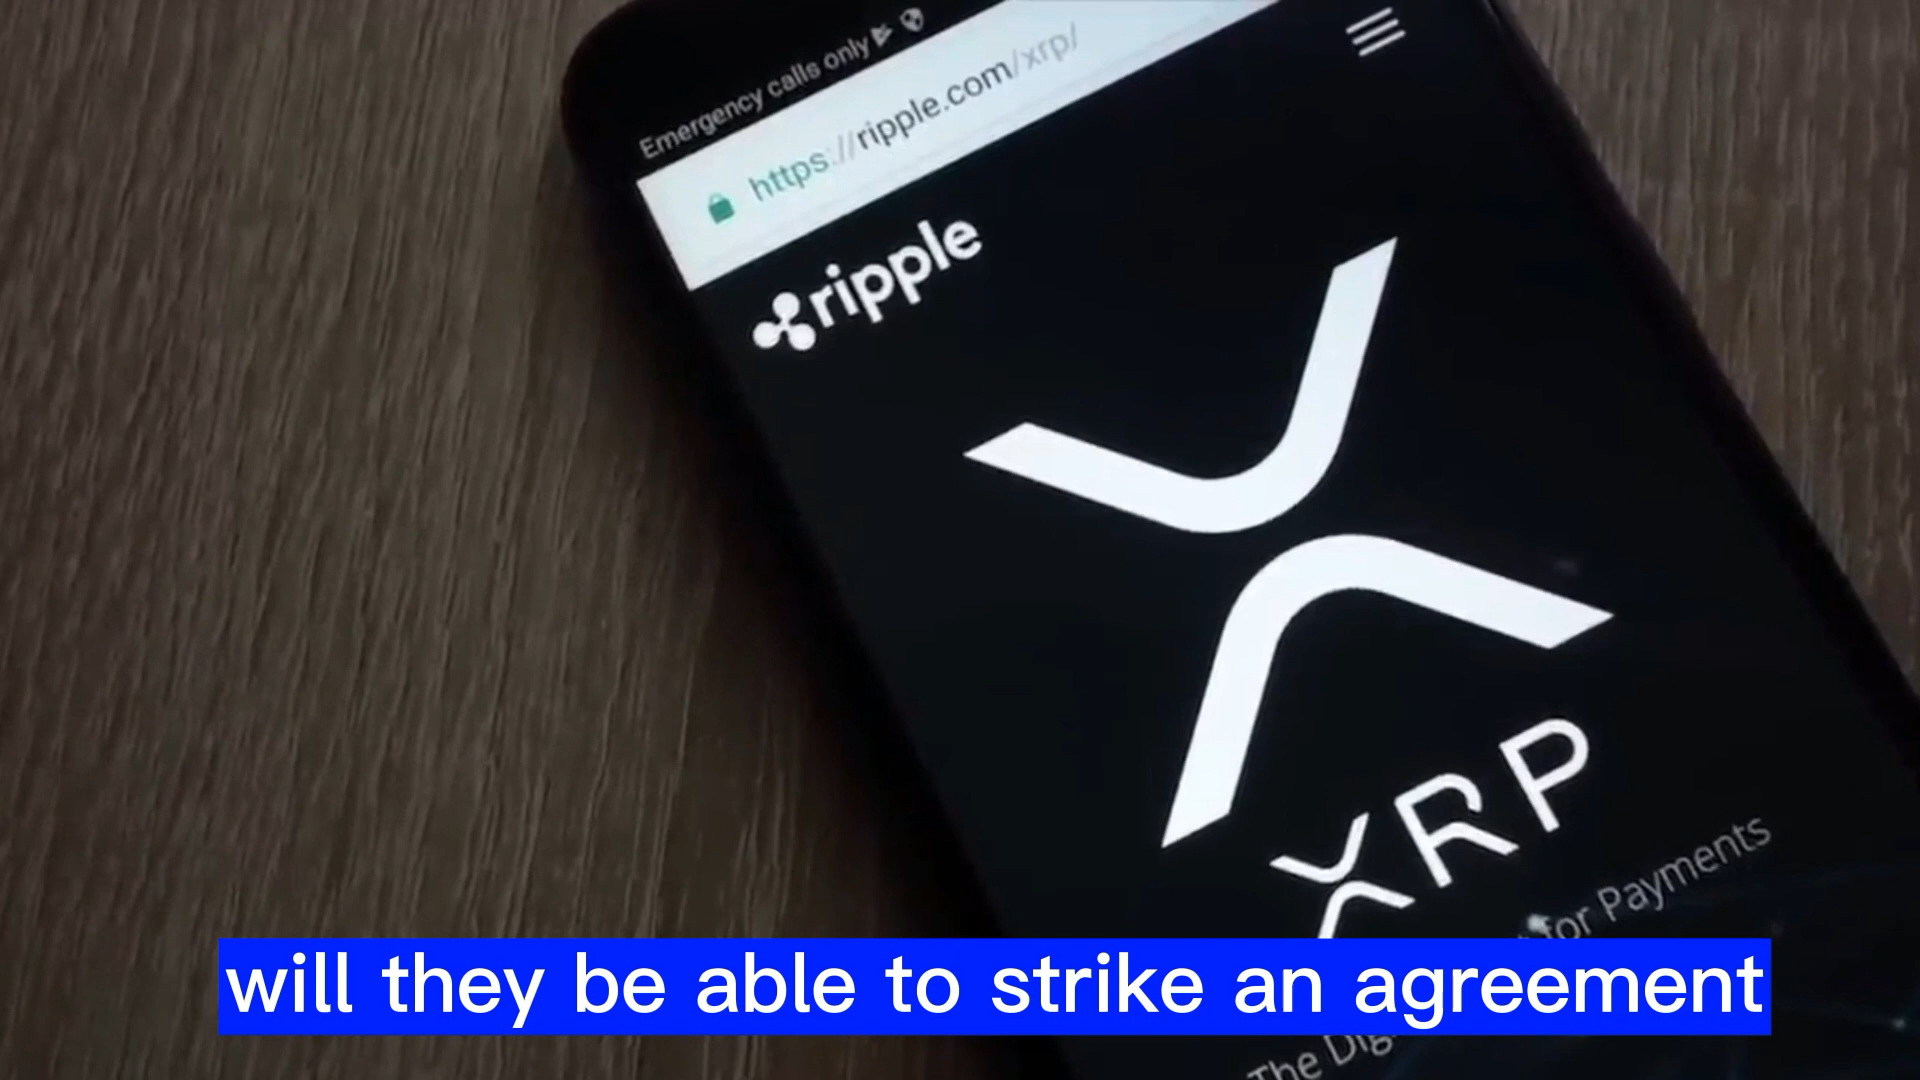 Emergency calls only
https://ripple.com/xrp/
ripple
XRP
for Payments
will they be able to strike an agreement
The